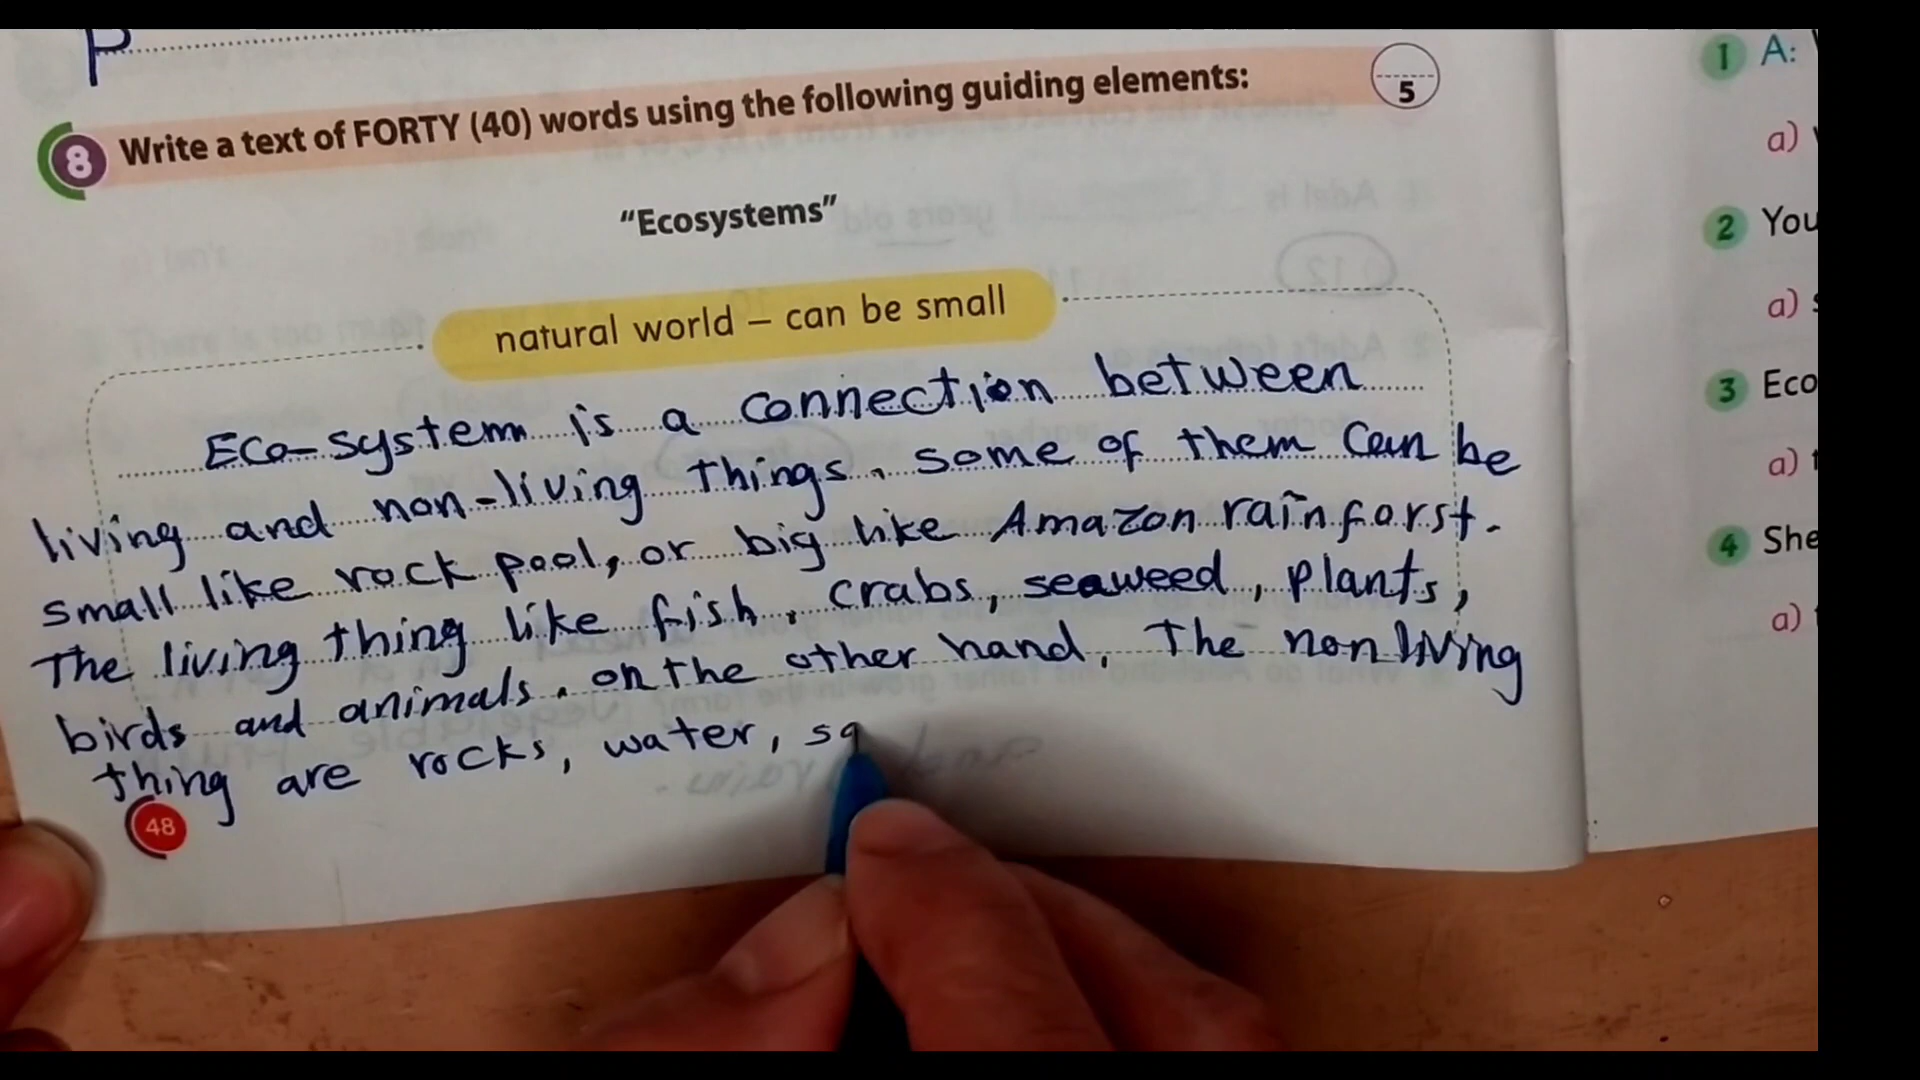 P
8 Write a text of FORTY (40) words using the following guiding elements:
5
"Ecosystems"
natural world – can be small
Eco-system is a connection between
living and non-living things, some of them can be
small like rock pool, or big like Amazon rainforst.
The living thing like fish, crabs, seaweed, plants,
birds and animals, on the other hand, The nonliving
thing are rocks, water, sa
48
1 A:
a)
2 You
a) s
3 Eco
a)
4 She
a)